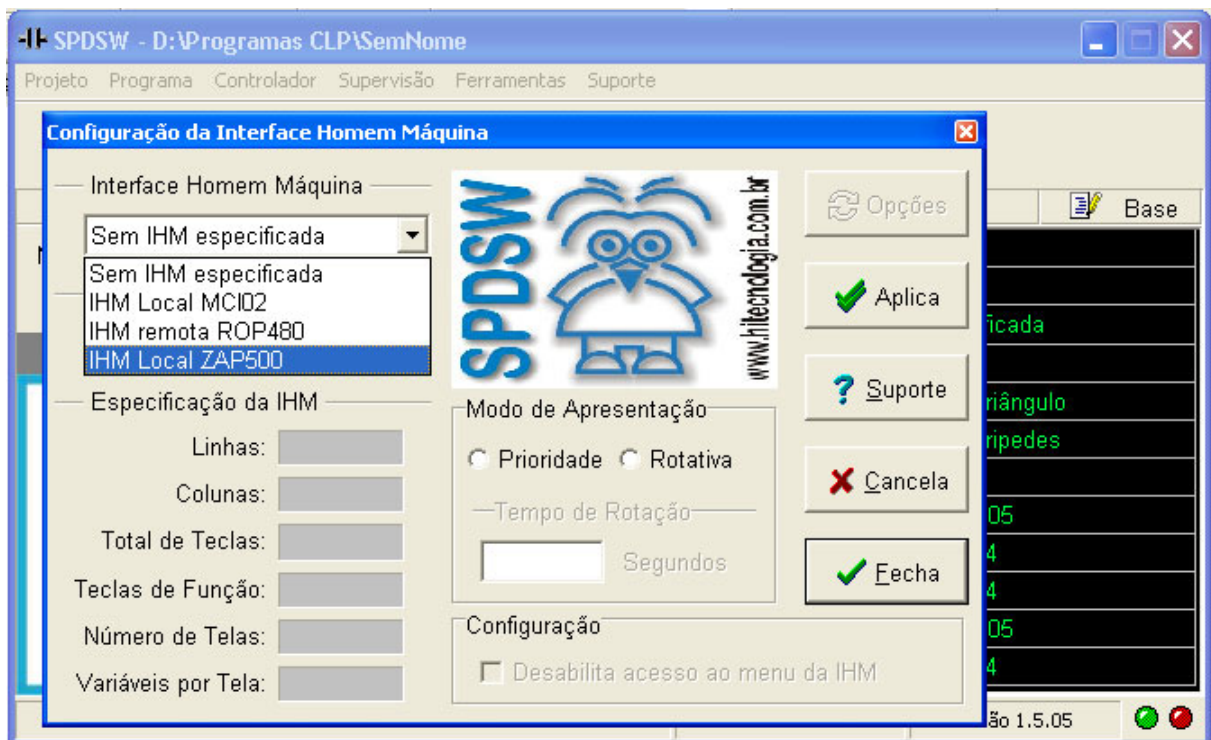 SPDSW - D:\Programas CLP\SemNome
Projeto Programa Controlador Supervisão Ferramentas Suporte
Configuração da Interface Homem Máquina
Interface Homem Máquina
Sem IHM especificada
Sem IHM especificada
IHM Local MCI02
IHM remota ROP480
IHM Local ZAP500
Especificação da IHM
Linhas:
Colunas:
Total de Teclas:
Teclas de Função:
Número de Telas:
Variáveis por Tela:
SPDSW
www.hitecnologia.com.br
Modo de Apresentação
Prioridade Rotativa
Tempo de Rotação
Segundos
Configuração
Desabilita acesso ao menu da IHM
Opções
Aplica
Suporte
Cancela
Fecha
Base
icada
riângulo
ripedes
05
4
4
05
4
ão 1.5.05